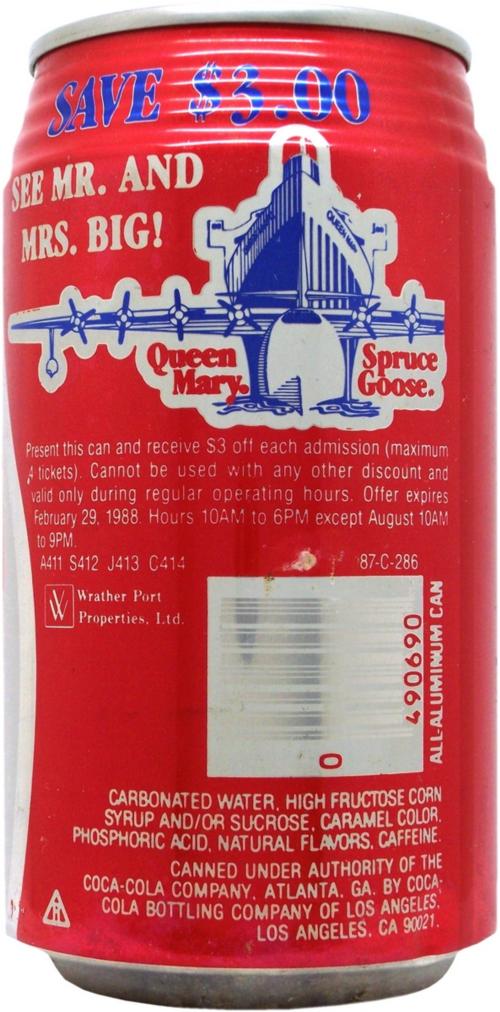 SAVE $3.00
SEE MR. AND
MRS. BIG!
QUEEN MARY
Queen
Mary.
Spruce
Goose.
Present this can and receive $3 off each admission (maximum
4 tickets). Cannot be used with any other discount and
valid only during regular operating hours. Offer expires
February 29, 1988. Hours 10AM to 6PM except August 10AM
to 9PM.
A411 S412 J413 C414
87-C-286
W
Wrather Port
Properties, Ltd.
0
490690
ALL-ALUMINUM CAN
CARBONATED WATER, HIGH FRUCTOSE CORN
SYRUP AND/OR SUCROSE, CARAMEL COLOR,
PHOSPHORIC ACID, NATURAL FLAVORS, CAFFEINE.
CANNED UNDER AUTHORITY OF THE
COCA-COLA COMPANY, ATLANTA, GA. BY COCA-
COLA BOTTLING COMPANY OF LOS ANGELES,
LOS ANGELES, CA 90021.